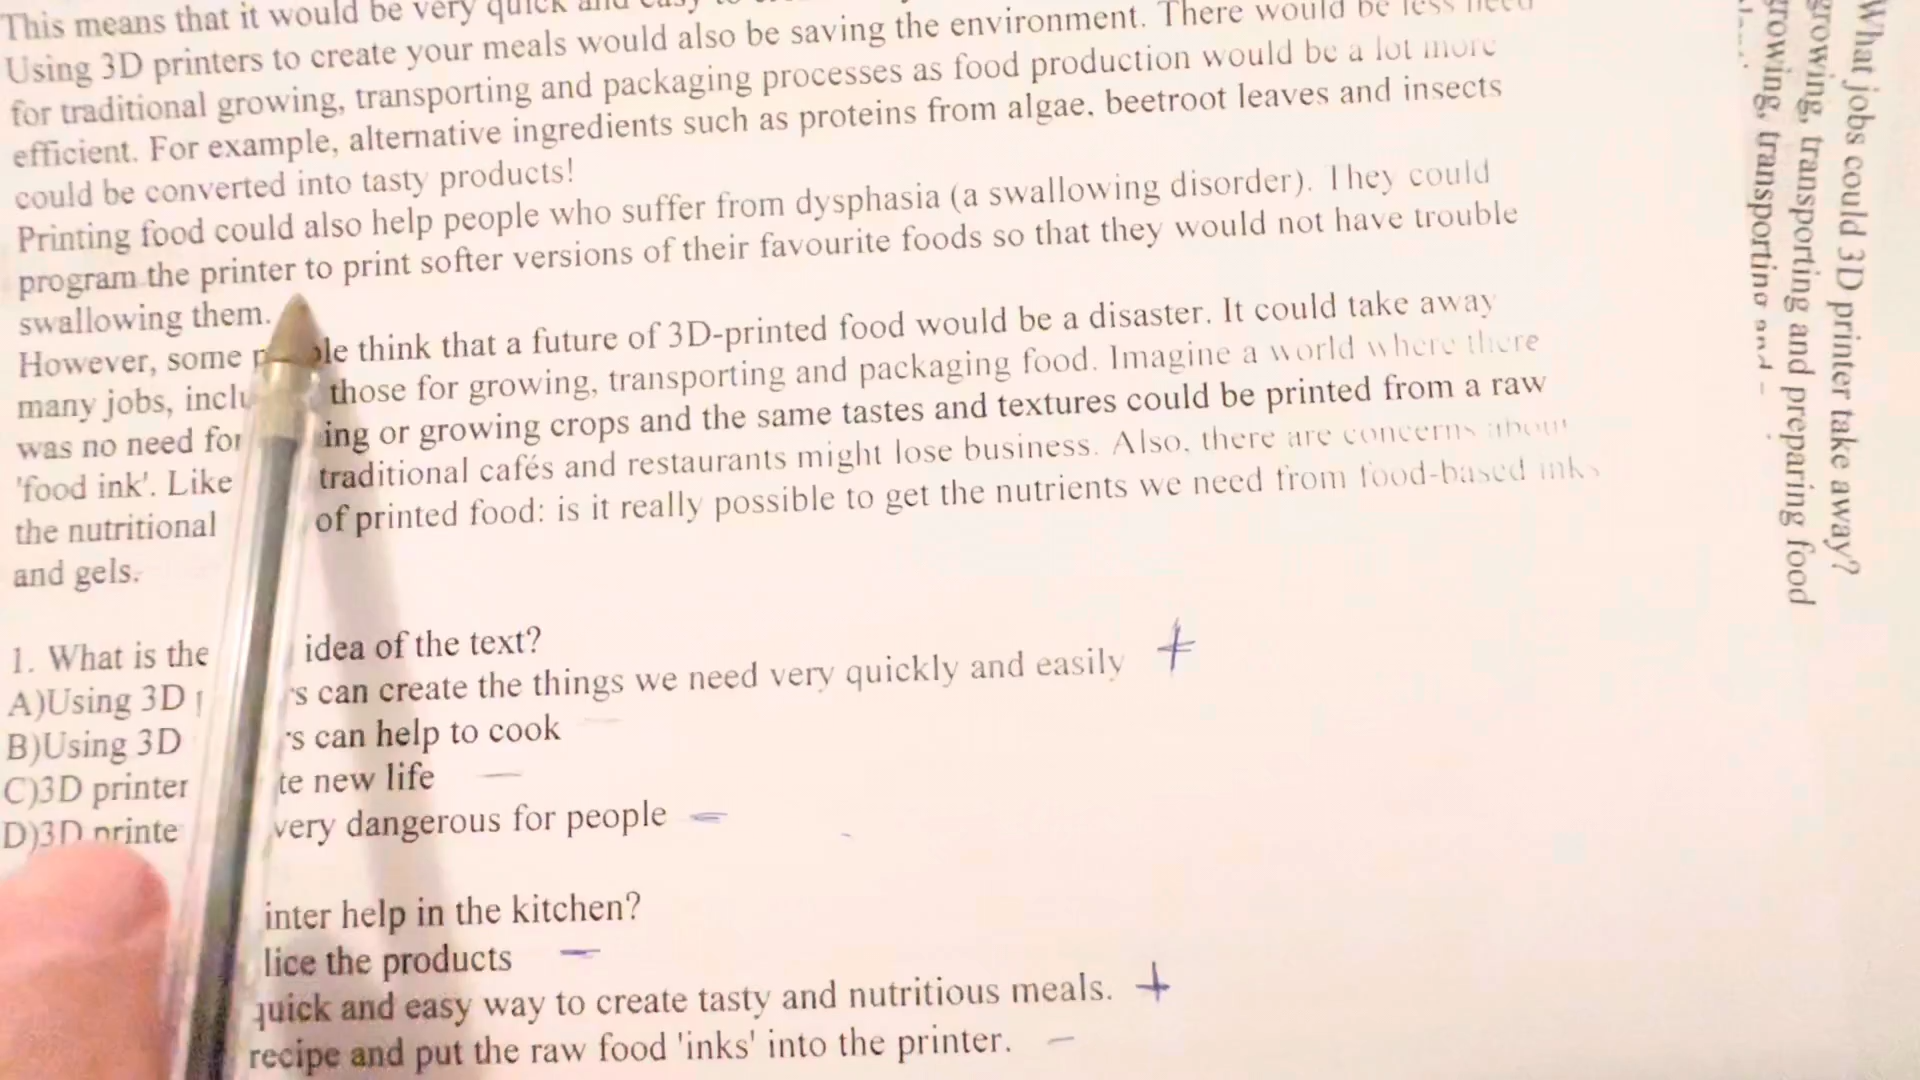 This means that it would be very quick and easy to
Using 3D printers to create your meals would also be saving the environment. There would be less need
for traditional growing, transporting and packaging processes as food production would be a lot more
efficient. For example, alternative ingredients such as proteins from algae, beetroot leaves and insects
could be converted into tasty products!
Printing food could also help people who suffer from dysphasia (a swallowing disorder). They could
program the printer to print softer versions of their favourite foods so that they would not have trouble
swallowing them.
However, some think that a future of 3D-printed food would be a disaster. It could take away
many jobs, those for growing, transporting and packaging food. Imagine a world where there
was no need for ing or growing crops and the same tastes and textures could be printed from a raw
'food ink'. Like traditional cafés and restaurants might lose business. Also, there are concerns about
the nutritional of printed food: is it really possible to get the nutrients we need from food-based inks
and gels.
1. What is the idea of the text?
A)Using 3D 's can create the things we need very quickly and easily +
B)Using 3D 's can help to cook
C)3D printer te new life
D)3D printe very dangerous for people
inter help in the kitchen?
lice the products
quick and easy way to create tasty and nutritious meals. +
recipe and put the raw food 'inks' into the printer.
What jobs could 3D printer take away?
growing, transporting and preparing food
growing, transporting and